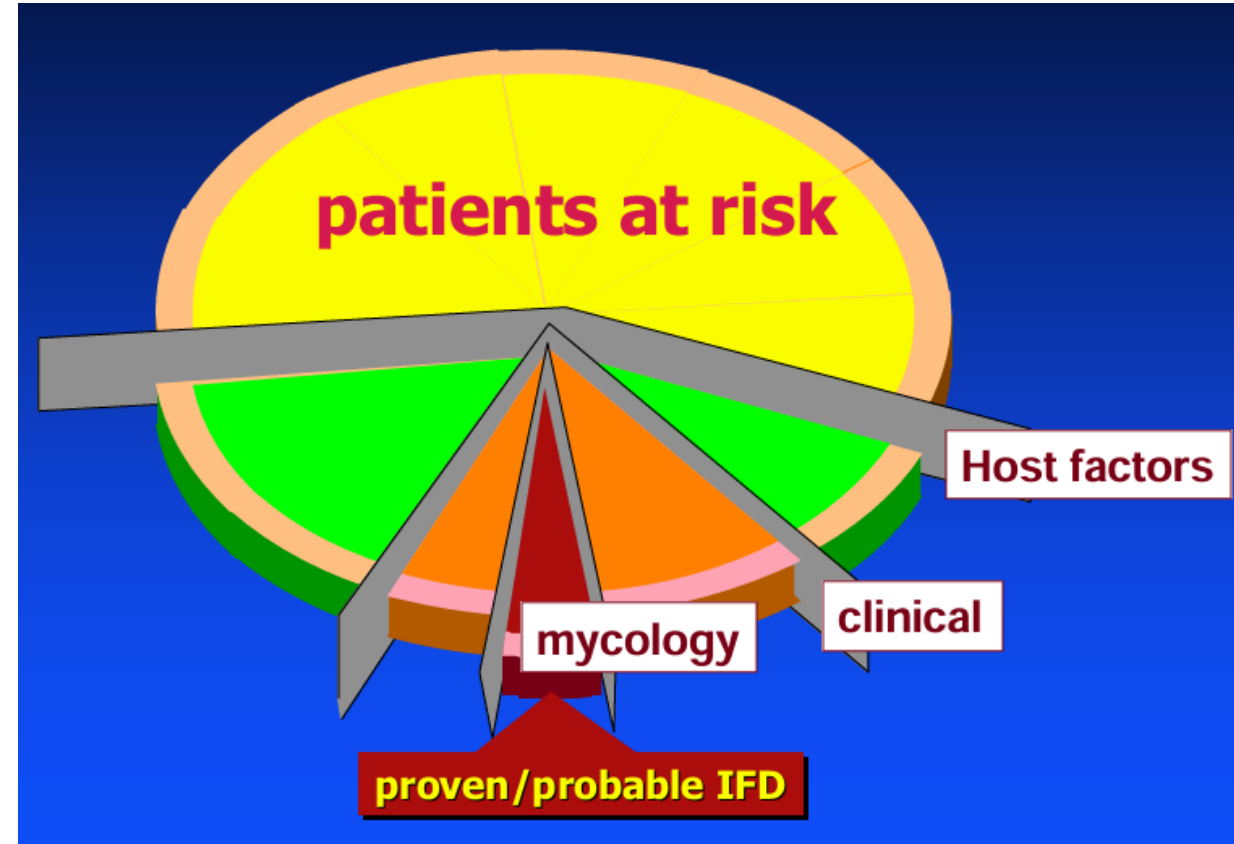 patients at risk
Host factors
clinical
mycology
proven/probable IFD